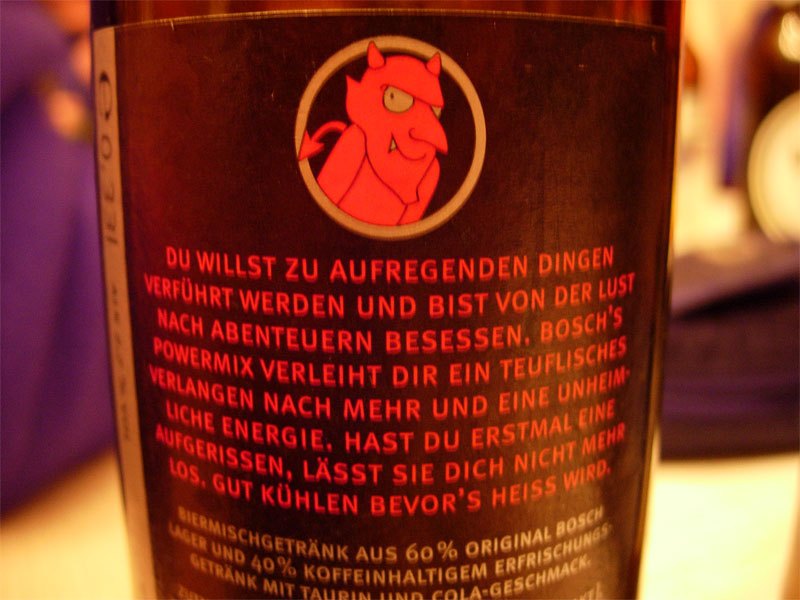 DU WILLST ZU AUFREGENDEN DINGEN
VERFÜHRT WERDEN UND BIST VON DER LUST
NACH ABENTEUERN BESESSEN. BOSCH'S
POWERMIX VERLEIHT DIR EIN TEUFLISCHES
VERLANGEN NACH MEHR UND EINE UNHEIM-
LICHE ENERGIE. HAST DU ERSTMAL EINE
AUFGERISSEN, LÄSST SIE DICH NICHT MEHR
LOS. GUT KÜHLEN BEVOR'S HEISS WIRD.
BIERMISCHGETRÄNK AUS 60% ORIGINAL BOSCH
LAGER UND 40% KOFFEINHALTIGEM ERFRISCHUNGS-
GETRÄNK MIT TAURIN UND COLA-GESCHMACK.